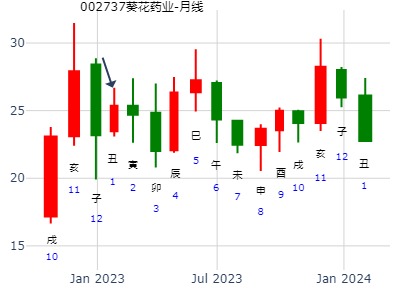 002737葵花药业-月线
30
25
20
15
戌
10
亥
11
子
12
丑
1
寅
2
卯
3
辰
4
巳
5
午
6
未
7
申
8
酉
9
戌
10
亥
11
子
12
丑
1
Jan 2023
Jul 2023
Jan 2024